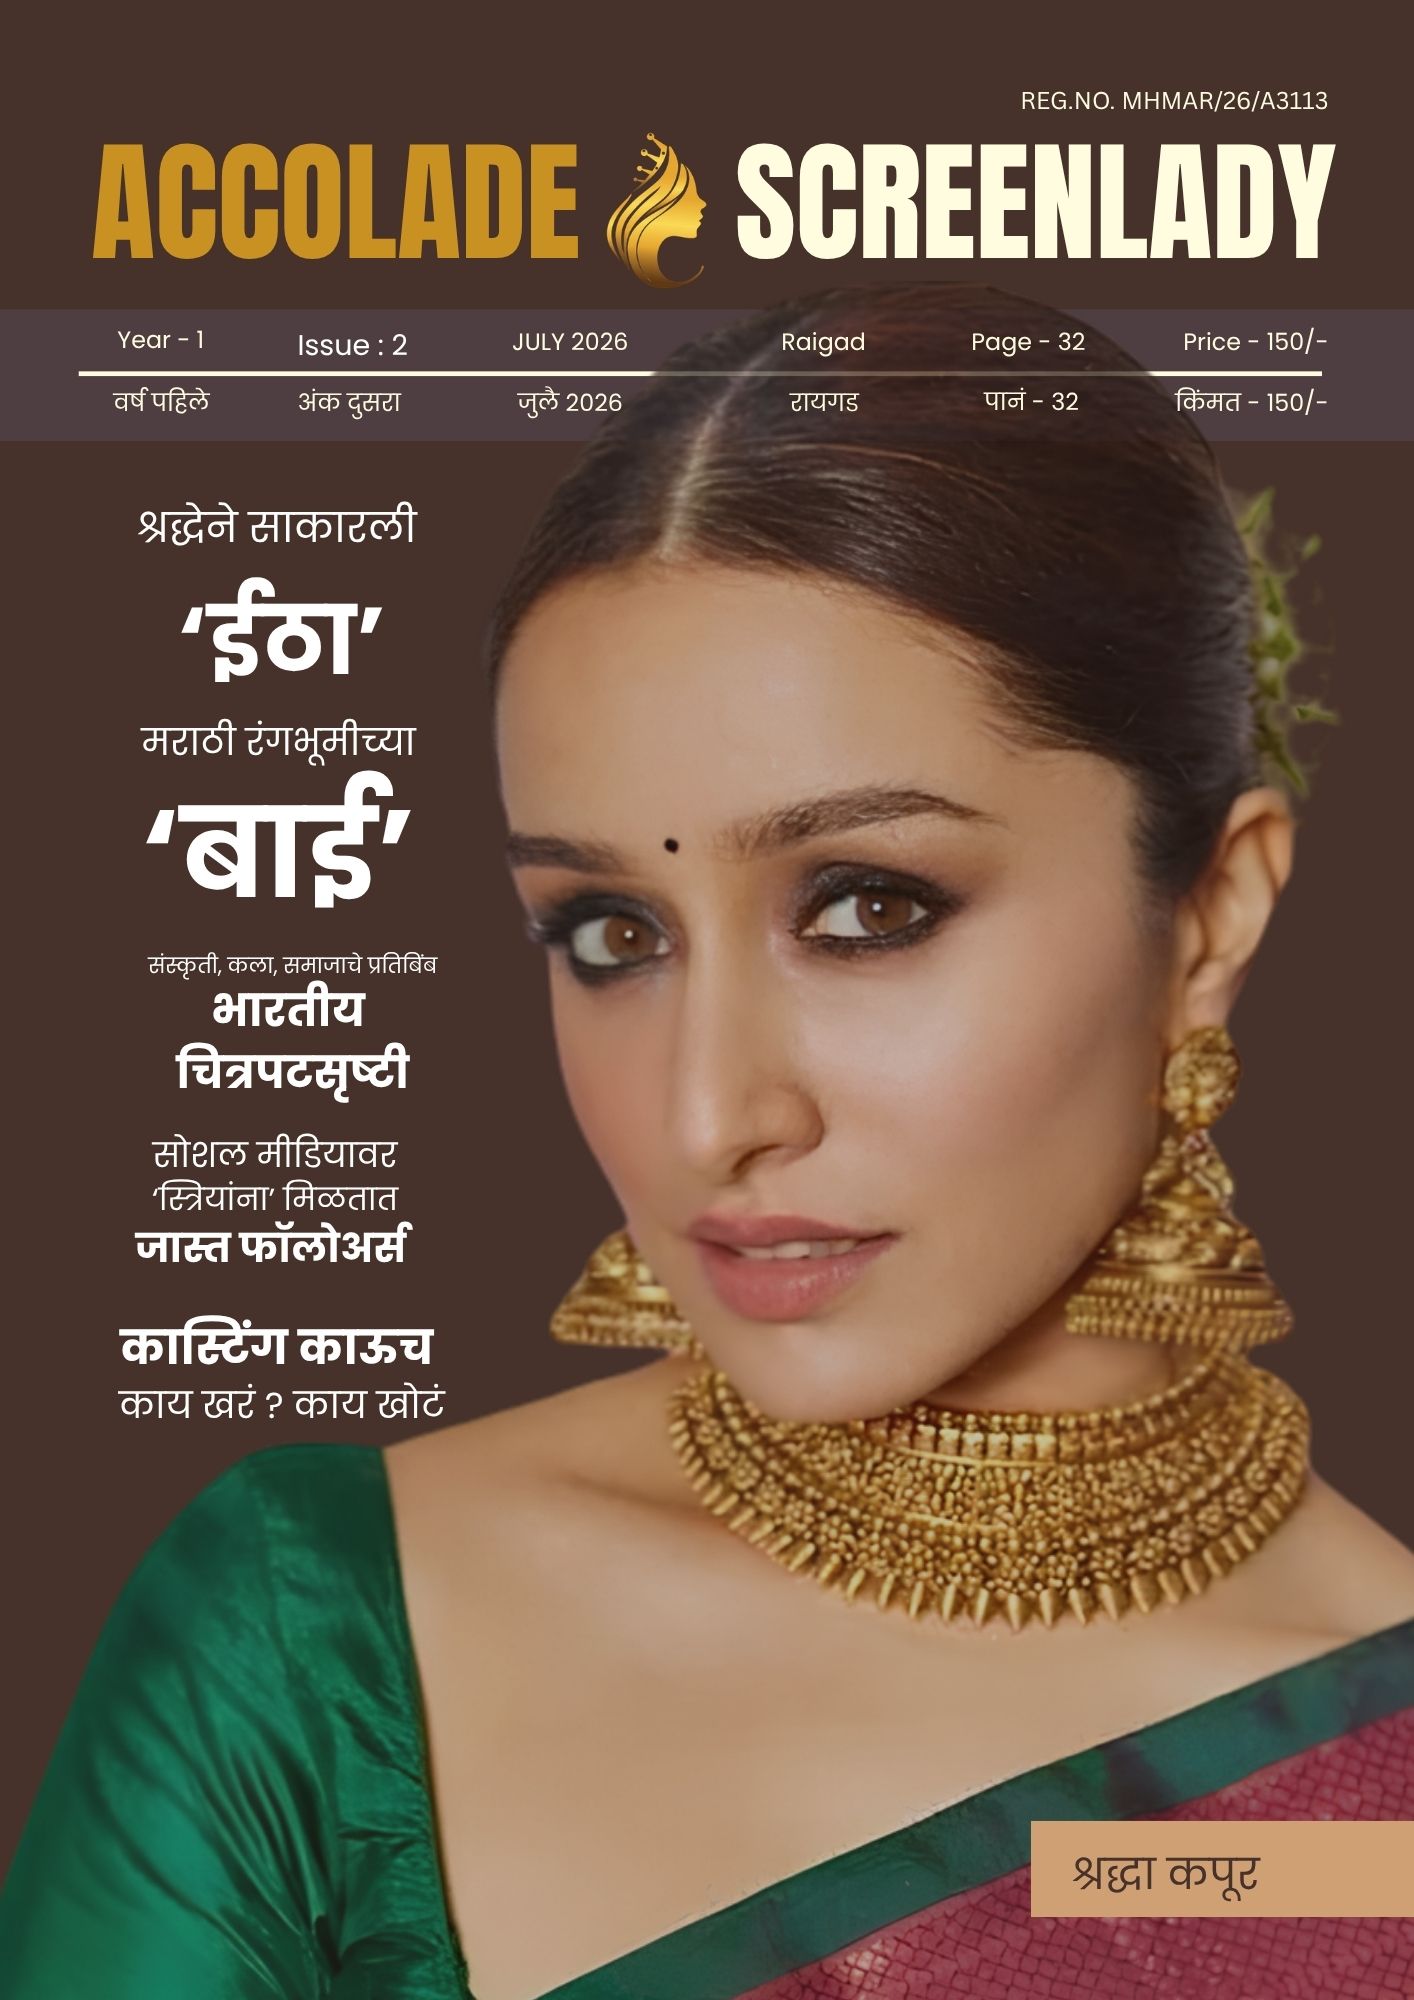 REG.NO. MHMAR/26/A3113
ACCOLADE SCREENLADY
Year - 1 Issue : 2 JULY 2026 Raigad Page - 32 Price - 150/-
वर्ष पहिले अंक दुसरा जुलै 2026 रायगड पानं - 32 किंमत - 150/-
श्रद्धेने साकारली
‘ईठा’
मराठी रंगभूमीच्या
‘बाई’
संस्कृती, कला, समाजाचे प्रतिबिंब
भारतीय
चित्रपटसृष्टी
सोशल मीडियावर
‘स्त्रियांना’ मिळतात
जास्त फॉलोअर्स
कास्टिंग काऊच
काय खरं ? काय खोटं
श्रद्धा कपूर